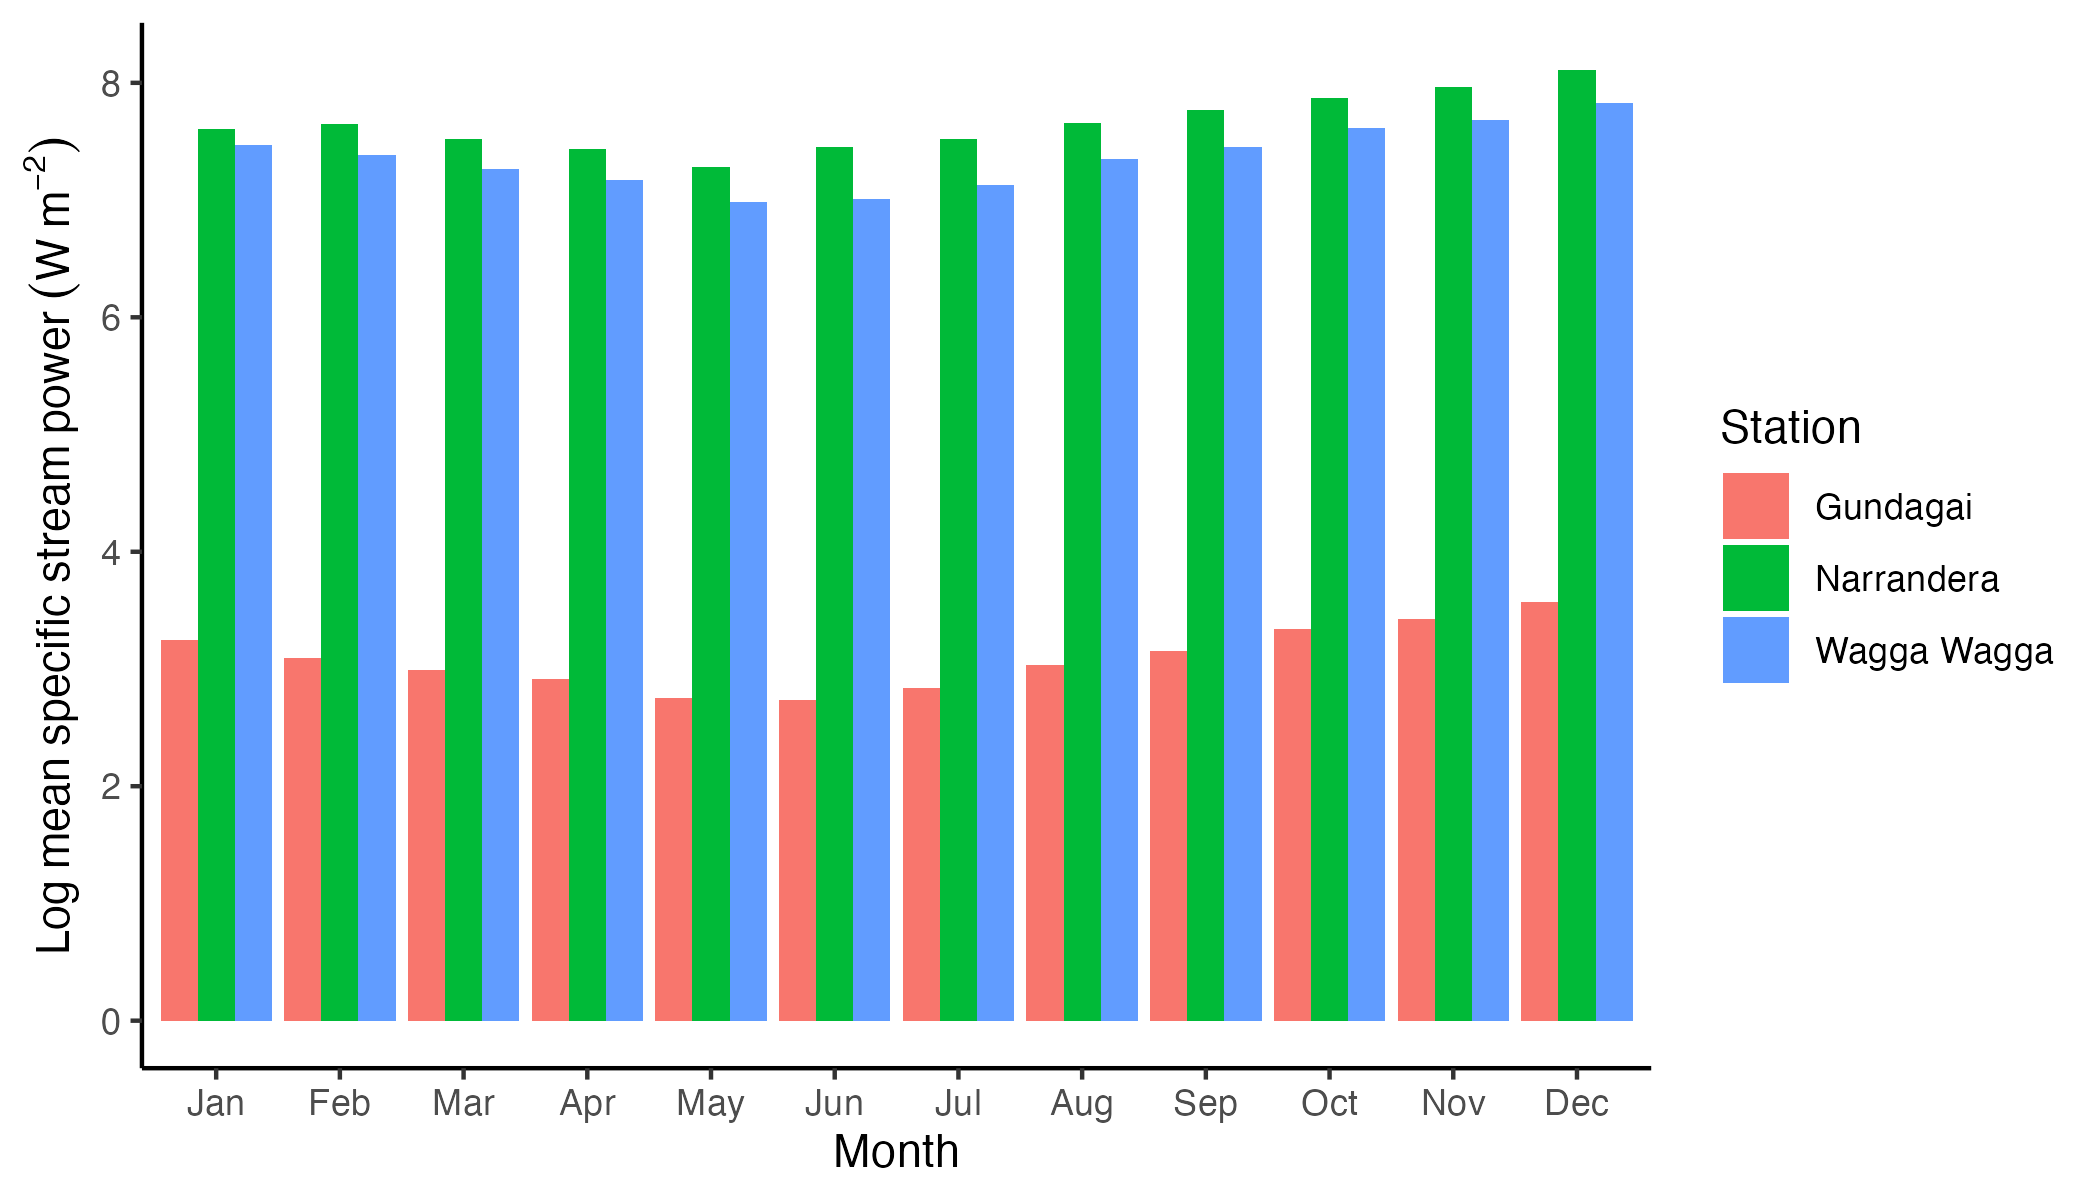 Log mean specific stream power (W m⁻²)
8
6
4
2
0
Jan Feb Mar Apr May Jun Jul Aug Sep Oct Nov Dec
Month
Station
Gundagai
Narrandera
Wagga Wagga